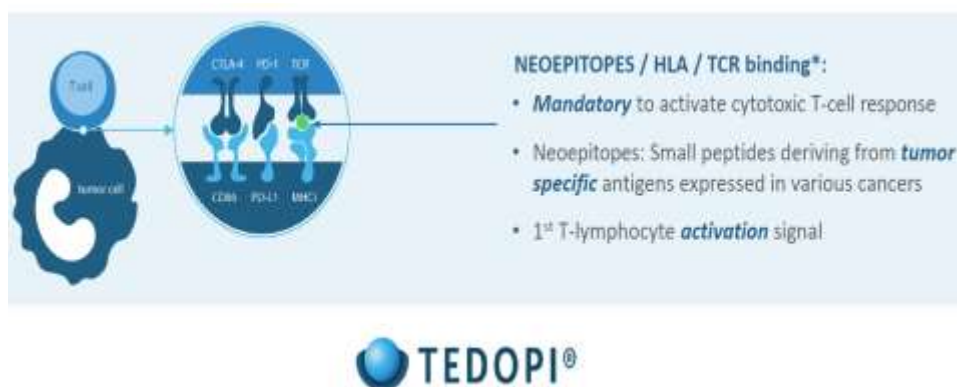 T cell
tumor cell
CTLA-4 PD-1 TCR
CD86 PD-L1 MHC1
NEOEPITOPES / HLA / TCR binding*:
• Mandatory to activate cytotoxic T-cell response
• Neoepitopes: Small peptides deriving from tumor
specific antigens expressed in various cancers
• 1st T-lymphocyte activation signal
TEDOPI®